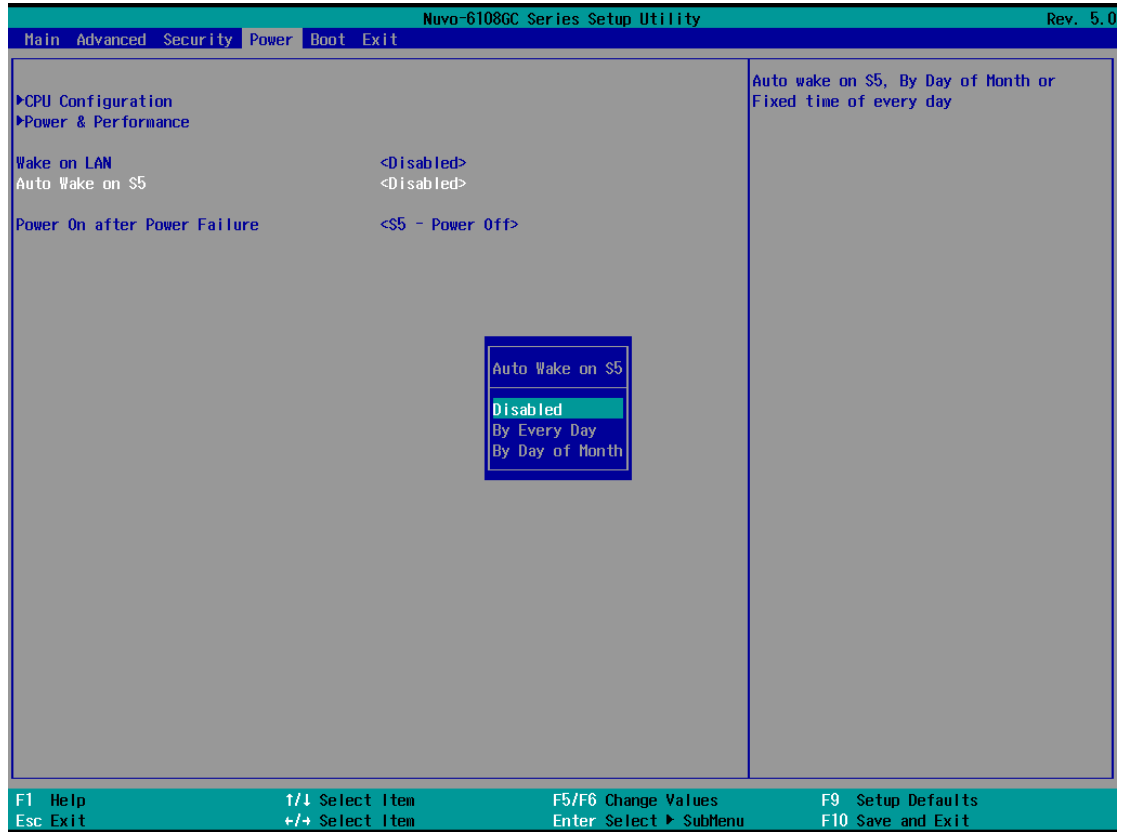 Nuvo-6108GC Series Setup Utility Rev. 5.0
Main Advanced Security Power Boot Exit
▶CPU Configuration
▶Power & Performance
Wake on LAN <Disabled>
Auto Wake on S5 <Disabled>
Power On after Power Failure <S5 - Power Off>
Auto wake on S5, By Day of Month or
Fixed time of every day
Auto Wake on S5
Disabled
By Every Day
By Day of Month
F1 Help ↑/↓ Select Item F5/F6 Change Values F9 Setup Defaults
Esc Exit ←/→ Select Item Enter Select ▶ SubMenu F10 Save and Exit